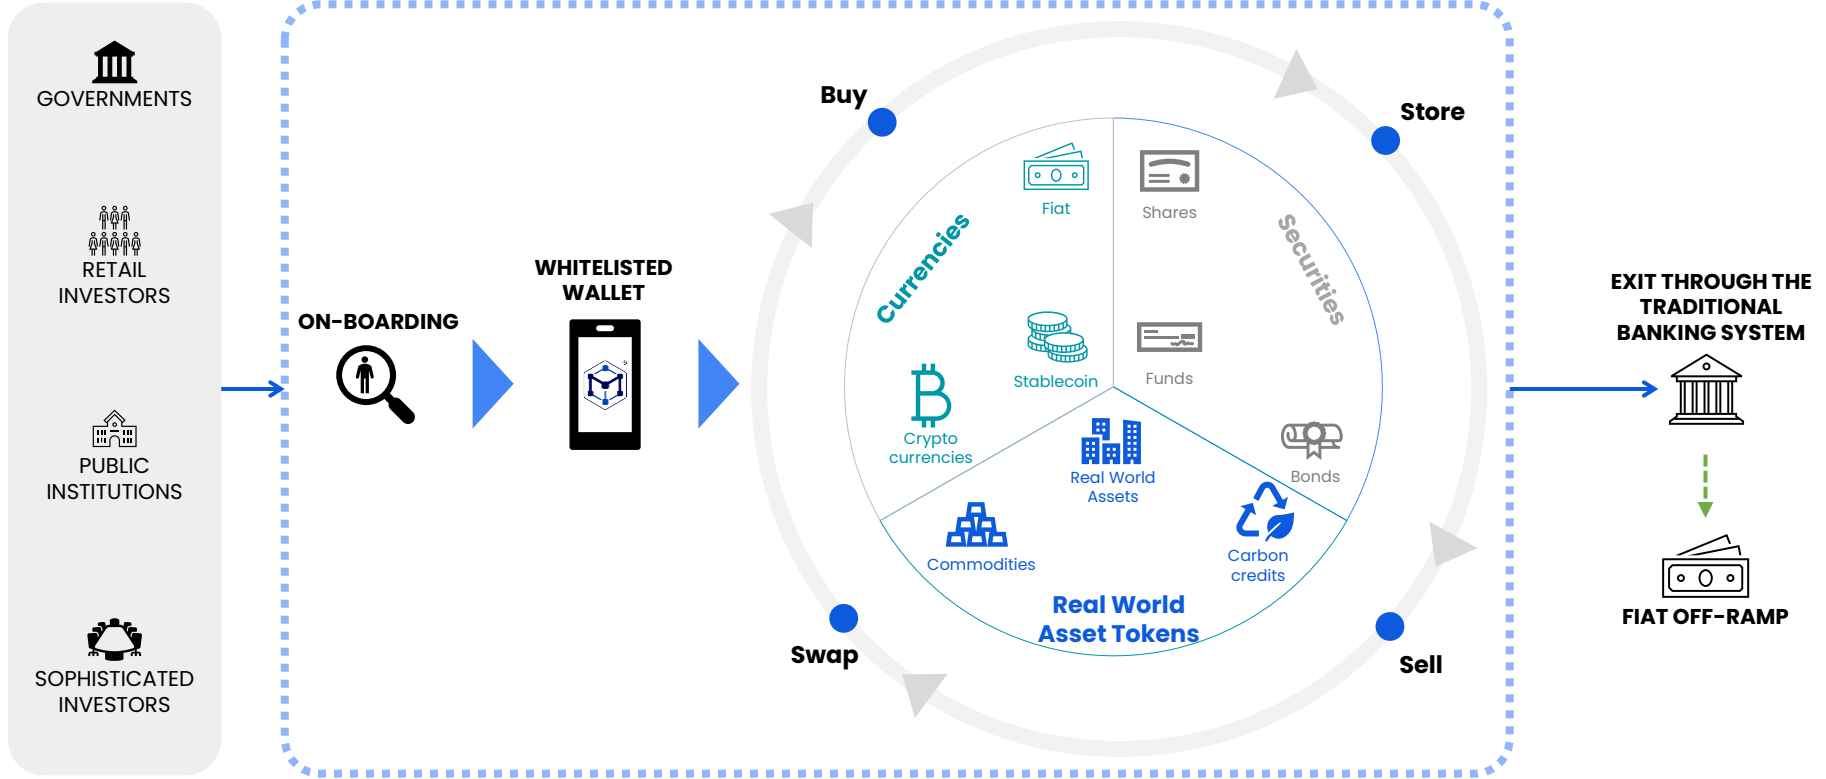 GOVERNMENTS
RETAIL
INVESTORS
PUBLIC
INSTITUTIONS
SOPHISTICATED
INVESTORS
ON-BOARDING
WHITELISTED
WALLET
Buy
Store
Swap
Sell
Currencies
Fiat
Stablecoin
Crypto
currencies
Securities
Shares
Funds
Bonds
Real World
Assets
Commodities
Carbon
credits
Real World
Asset Tokens
EXIT THROUGH THE
TRADITIONAL
BANKING SYSTEM
FIAT OFF-RAMP